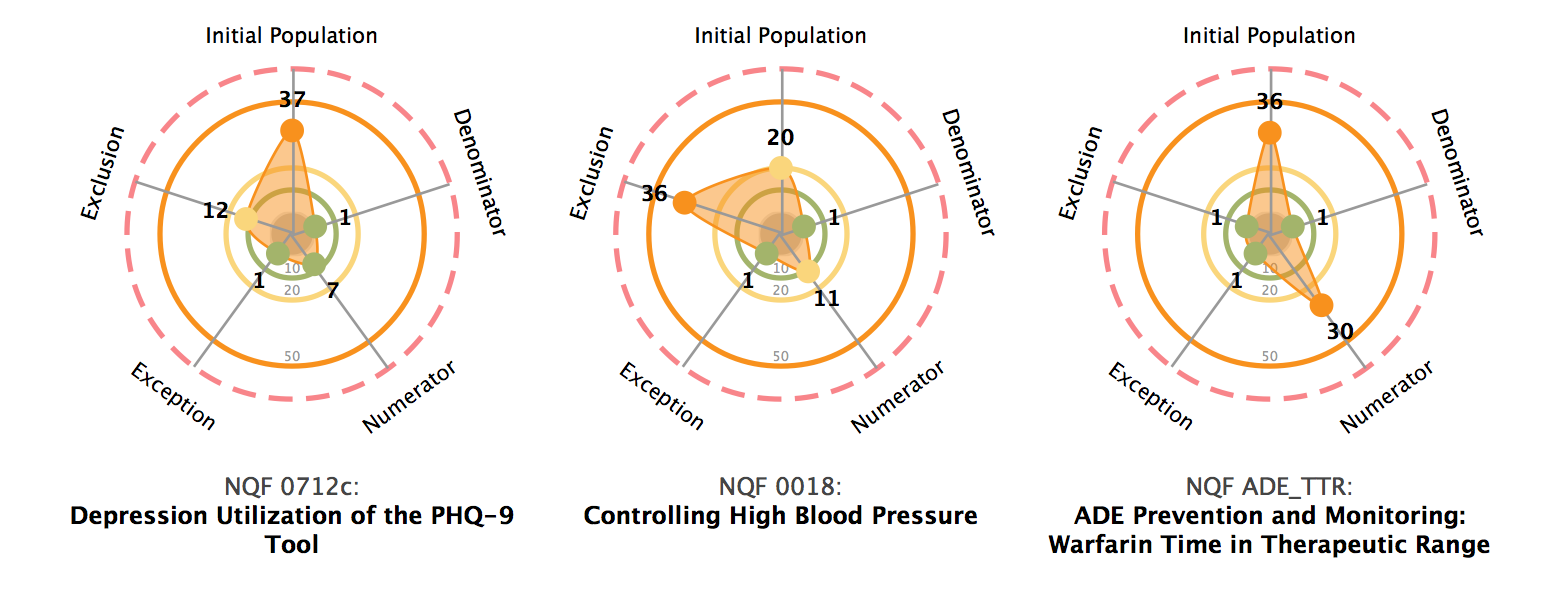 Initial Population
37
Denominator
Exclusion
12
1
10
1
7
20
50
Exception
Numerator
NQF 0712c:
Depression Utilization of the PHQ–9
Tool
Initial Population
20
Denominator
Exclusion
36
1
10
1
11
20
50
Exception
Numerator
NQF 0018:
Controlling High Blood Pressure
Initial Population
36
Denominator
Exclusion
1
1
10
1
20
30
50
Exception
Numerator
NQF ADE_TTR:
ADE Prevention and Monitoring:
Warfarin Time in Therapeutic Range